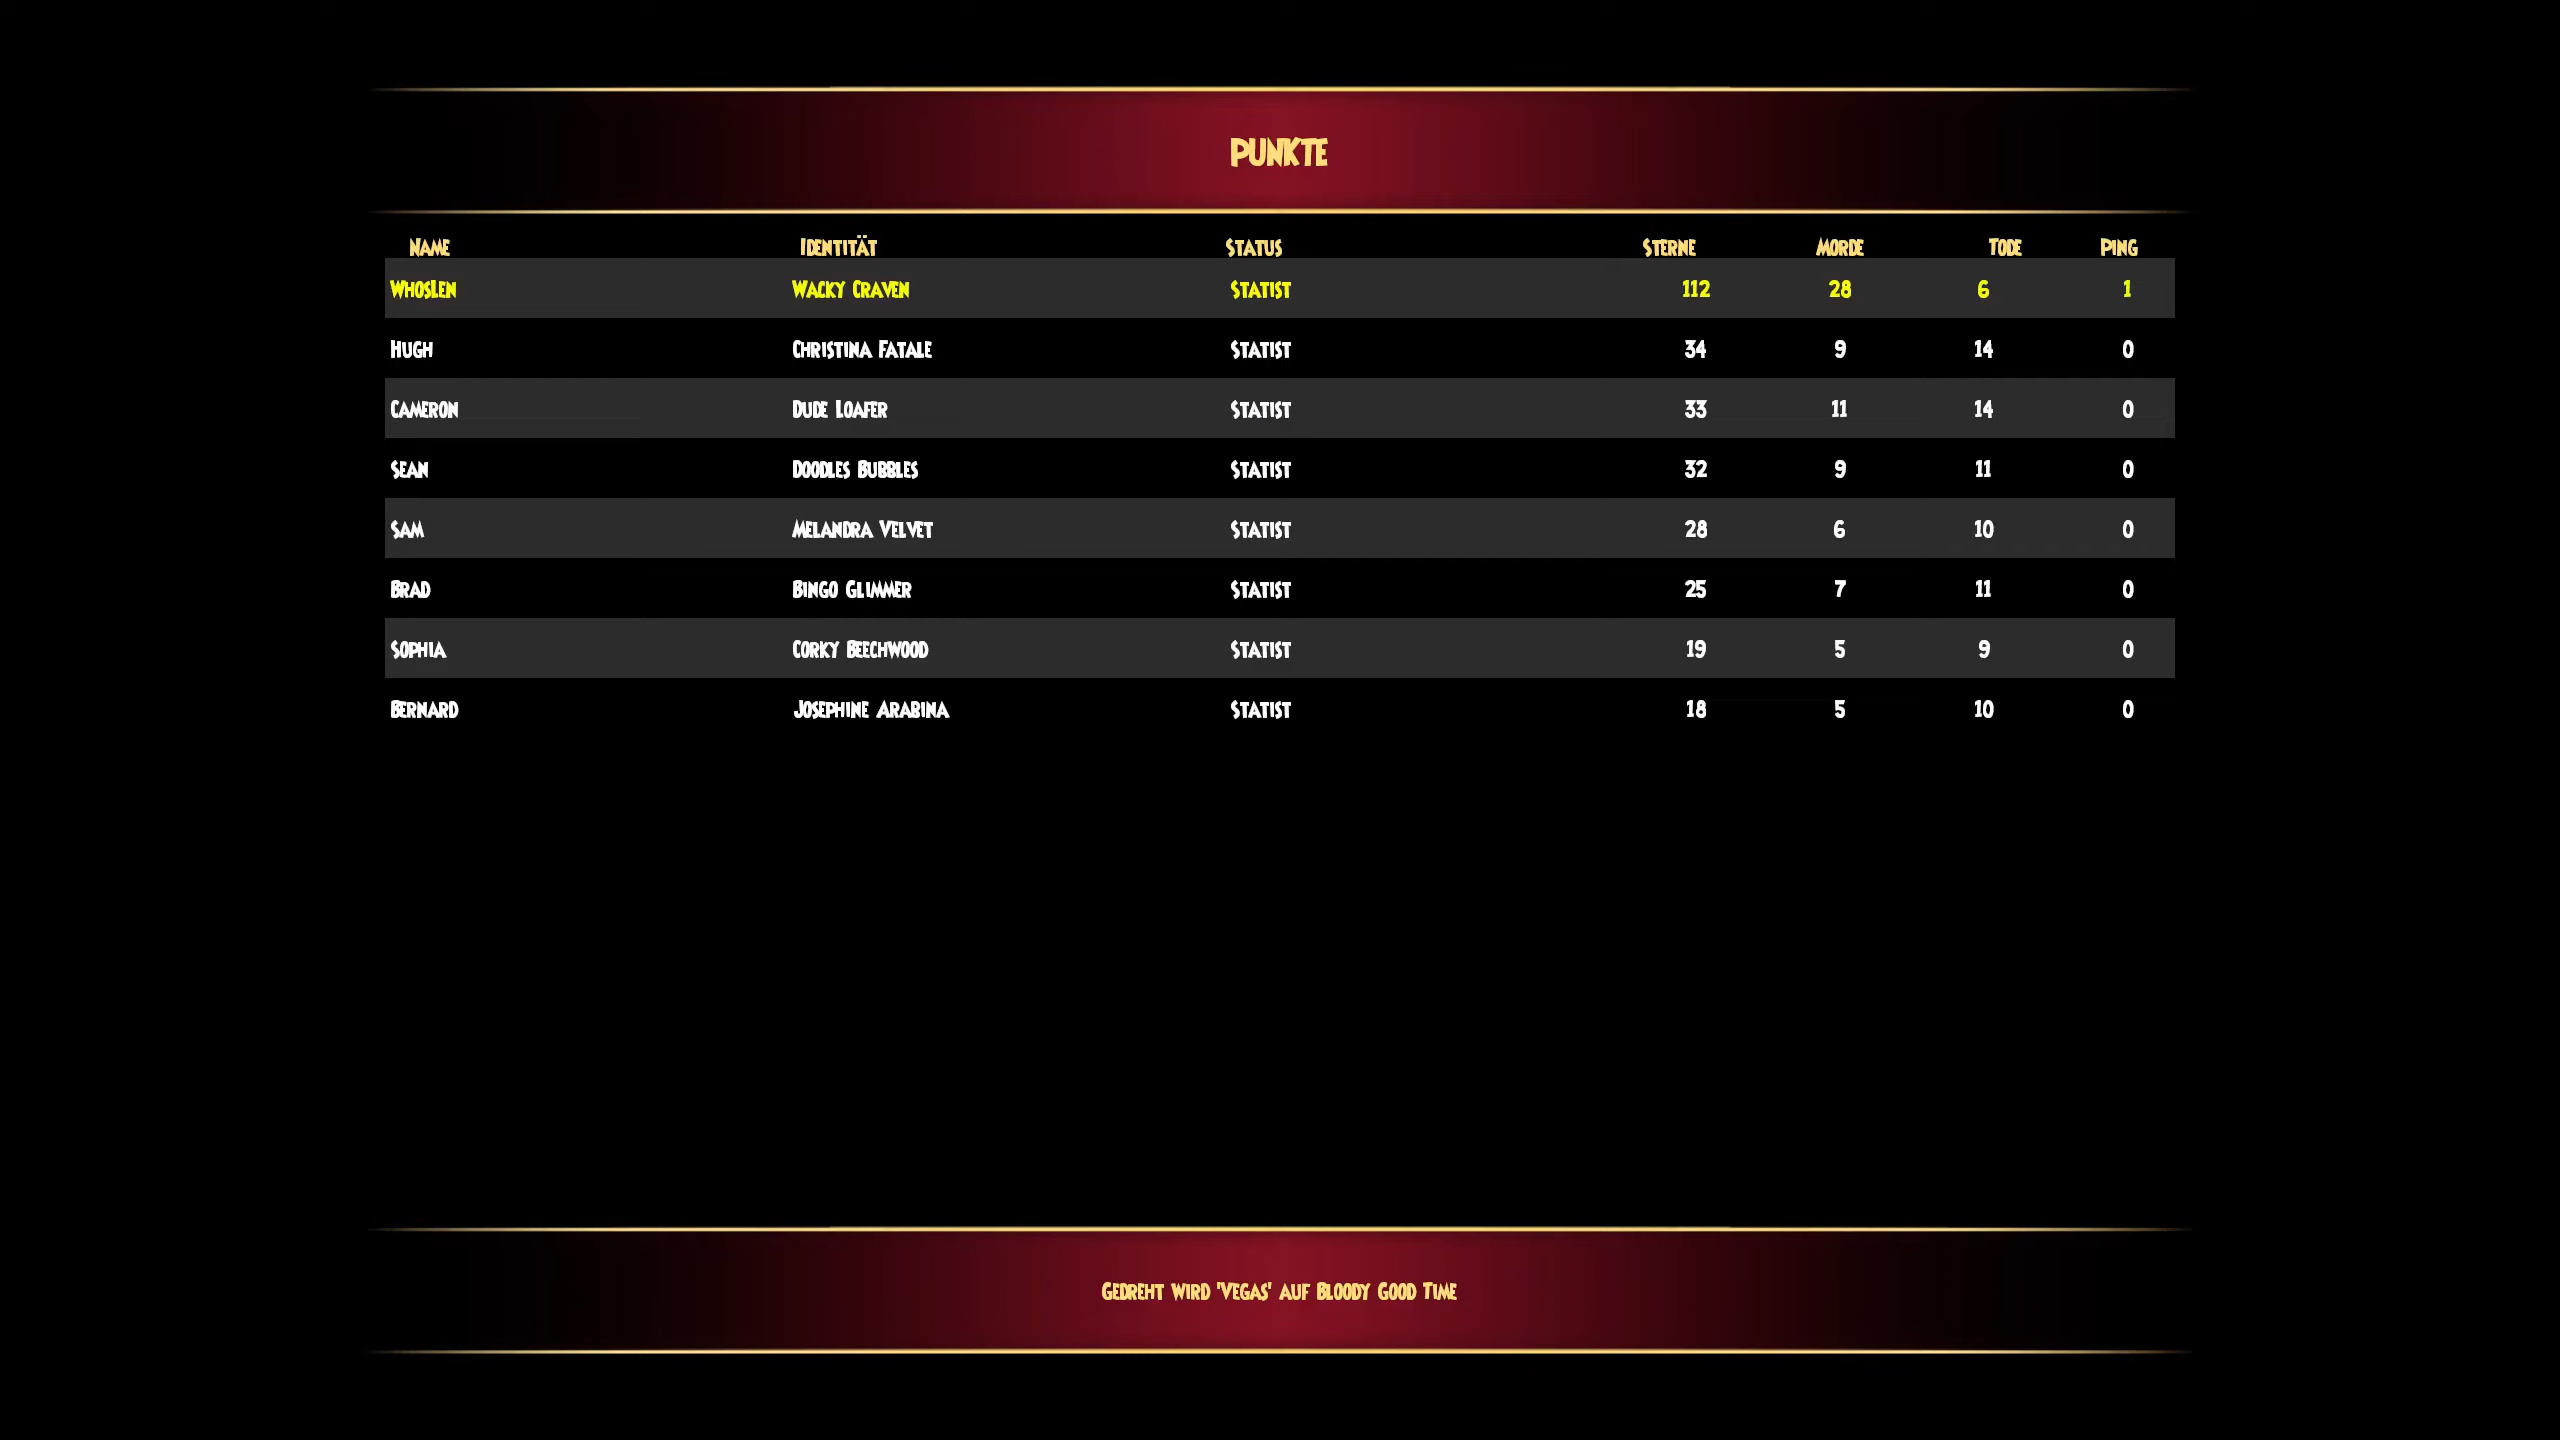 Punkte
Name Identität Status Sterne Morde Tode Ping
WhosLen Wacky Craven Statist 112 28 6 1
Hugh Christina Fatale Statist 34 9 14 0
Cameron Dude Loafer Statist 33 11 14 0
Sean Doodles Bubbles Statist 32 9 11 0
Sam Melandra Velvet Statist 28 6 10 0
Brad Bingo Glimmer Statist 25 7 11 0
Sophia Corky Beechwood Statist 19 5 9 0
Bernard Josephine Arabina Statist 18 5 10 0
Gedreht wird 'Vegas' auf Bloody Good Time